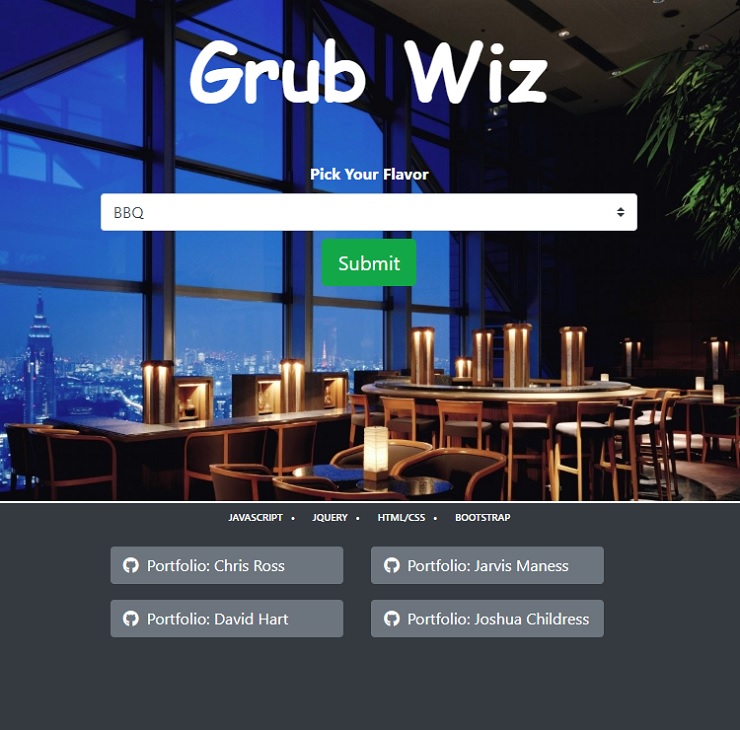 Grub Wiz
Pick Your Flavor
BBQ
Submit
JAVASCRIPT • JQUERY • HTML/CSS • BOOTSTRAP
Portfolio: Chris Ross
Portfolio: Jarvis Maness
Portfolio: David Hart
Portfolio: Joshua Childress